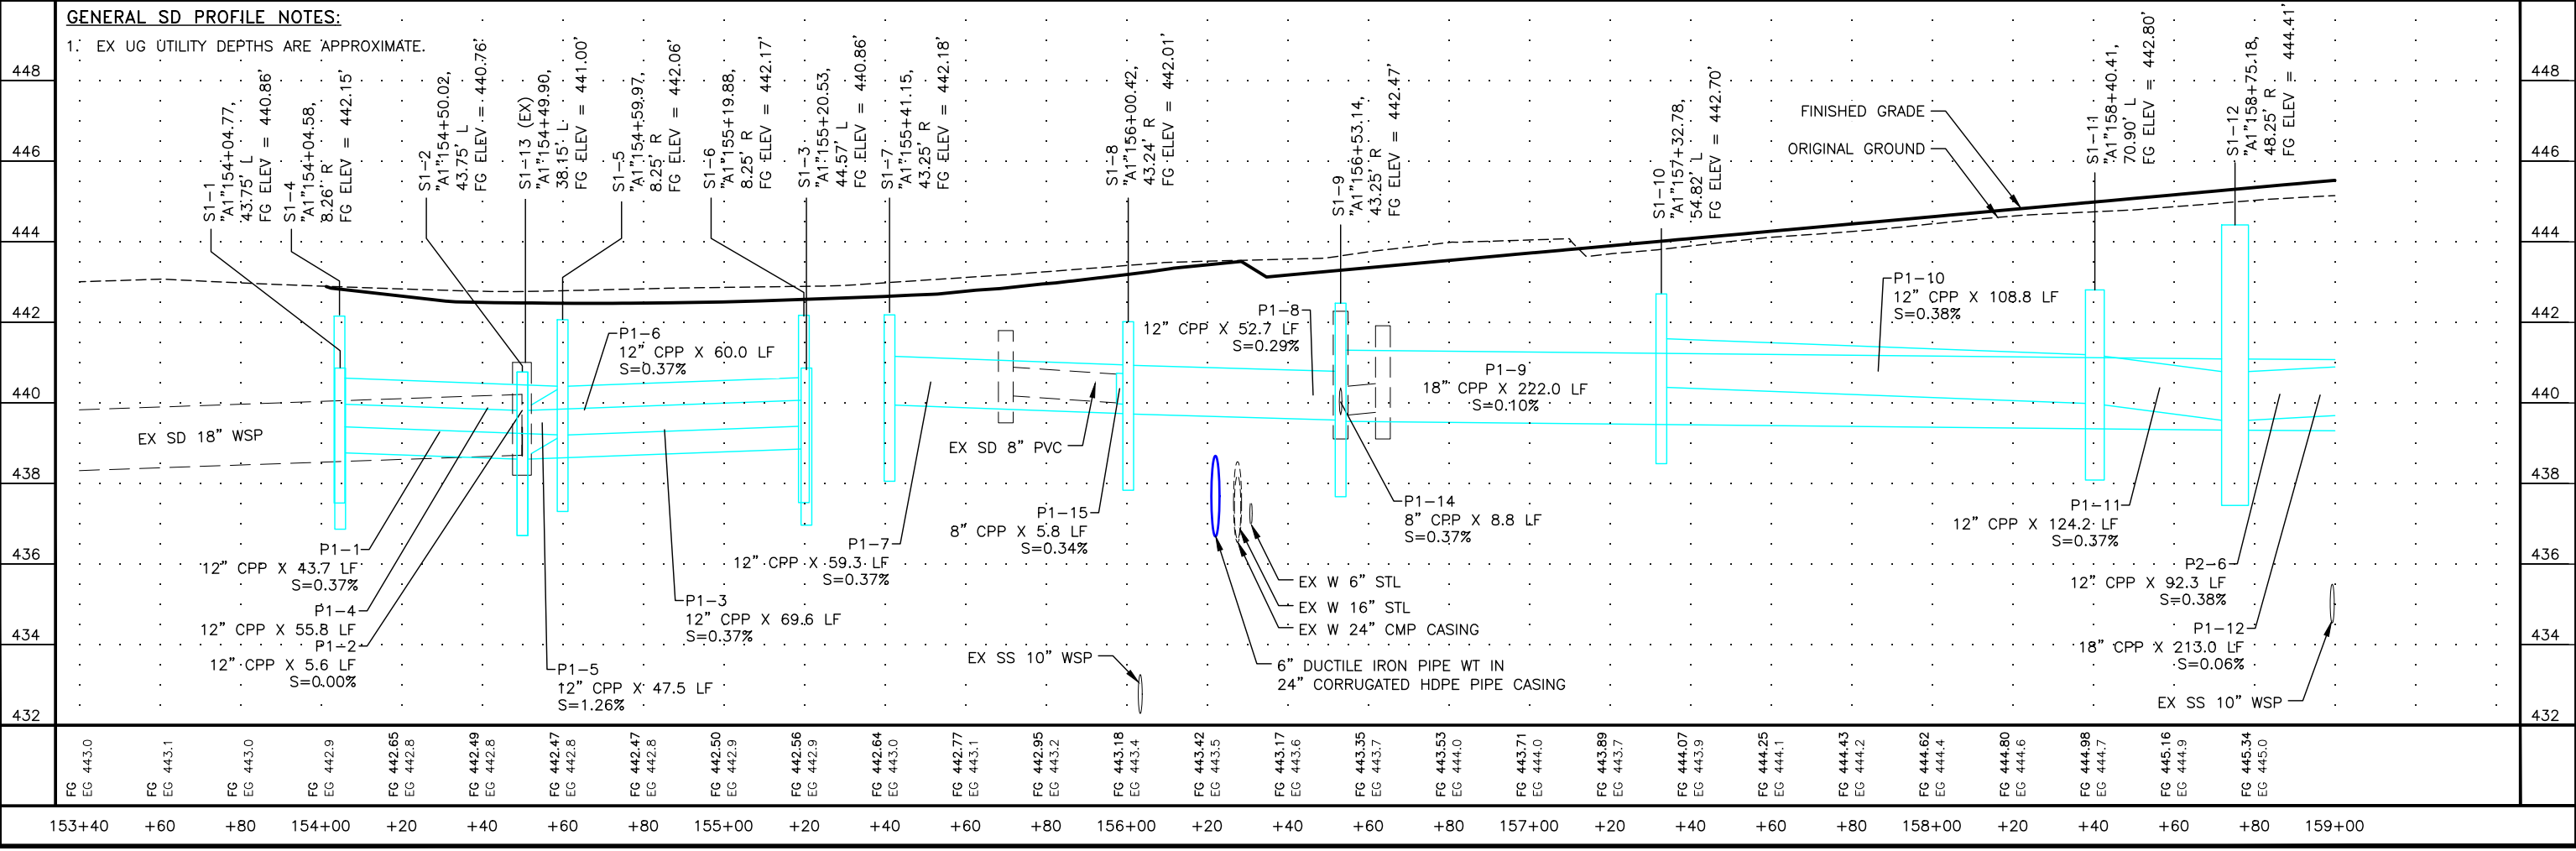 GENERAL SD PROFILE NOTES:
1. EX UG UTILITY DEPTHS ARE APPROXIMATE.
448
446
444
442
440
438
436
434
432
448
446
444
442
440
438
436
434
432
S1-1
"A1"154+04.77,
43.75' L
FG ELEV = 440.86'
S1-4
"A1"154+04.58,
8.26' R
FG ELEV = 442.15'
S1-2
"A1"154+50.02,
43.75' L
FG ELEV = 440.76'
S1-13 (EX)
"A1"154+49.90,
38.15' L
FG ELEV = 441.00'
S1-5
"A1"154+59.97,
8.25' R
FG ELEV = 442.06'
S1-6
"A1"155+19.88,
8.25' R
FG ELEV = 442.17'
S1-3
"A1"155+20.53,
44.57' L
FG ELEV = 440.86'
S1-7
"A1"155+41.15,
43.25' R
FG ELEV = 442.18'
S1-8
"A1"156+00.42,
43.24' R
FG ELEV = 442.01'
S1-9
"A1"156+53.14,
43.25' R
FG ELEV = 442.47'
S1-10
"A1"157+32.78,
54.82' L
FG ELEV = 442.70'
S1-11
"A1"158+40.41,
70.90' L
FG ELEV = 442.80'
S1-12
"A1"158+75.18,
48.25' R
FG ELEV = 444.41'
FINISHED GRADE
ORIGINAL GROUND
P1-6
12" CPP X 60.0 LF
S=0.37%
P1-8
12" CPP X 52.7 LF
S=0.29%
P1-9
18" CPP X 222.0 LF
S=0.10%
P1-10
12" CPP X 108.8 LF
S=0.38%
EX SD 18" WSP
EX SD 8" PVC
P1-1
12" CPP X 43.7 LF
S=0.37%
P1-4
12" CPP X 55.8 LF
P1-2
12" CPP X 5.6 LF
S=0.00%
P1-5
12" CPP X 47.5 LF
S=1.26%
P1-3
12" CPP X 69.6 LF
S=0.37%
P1-7
12" CPP X 59.3 LF
S=0.37%
P1-15
8" CPP X 5.8 LF
S=0.34%
P1-14
8" CPP X 8.8 LF
S=0.37%
EX W 6" STL
EX W 16" STL
EX W 24" CMP CASING
6" DUCTILE IRON PIPE WT IN
24" CORRUGATED HDPE PIPE CASING
EX SS 10" WSP
P1-11
12" CPP X 124.2 LF
S=0.37%
P2-6
12" CPP X 92.3 LF
S=0.38%
P1-12
18" CPP X 213.0 LF
S=0.06%
EX SS 10" WSP
FG
EG 443.0
FG
EG 443.1
FG
EG 443.0
FG
EG 442.9
FG 442.65
EG 442.8
FG 442.49
EG 442.8
FG 442.47
EG 442.8
FG 442.47
EG 442.8
FG 442.50
EG 442.9
FG 442.56
EG 442.9
FG 442.64
EG 443.0
FG 442.77
EG 443.1
FG 442.95
EG 443.2
FG 443.18
EG 443.4
FG 443.42
EG 443.5
FG 443.17
EG 443.6
FG 443.35
EG 443.7
FG 443.53
EG 444.0
FG 443.71
EG 444.0
FG 443.89
EG 443.7
FG 444.07
EG 443.9
FG 444.25
EG 444.1
FG 444.43
EG 444.2
FG 444.62
EG 444.4
FG 444.80
EG 444.6
FG 444.98
EG 444.7
FG 445.16
EG 444.9
FG 445.34
EG 445.0
153+40 +60 +80 154+00 +20 +40 +60 +80 155+00 +20 +40 +60 +80 156+00 +20 +40 +60 +80 157+00 +20 +40 +60 +80 158+00 +20 +40 +60 +80 159+00